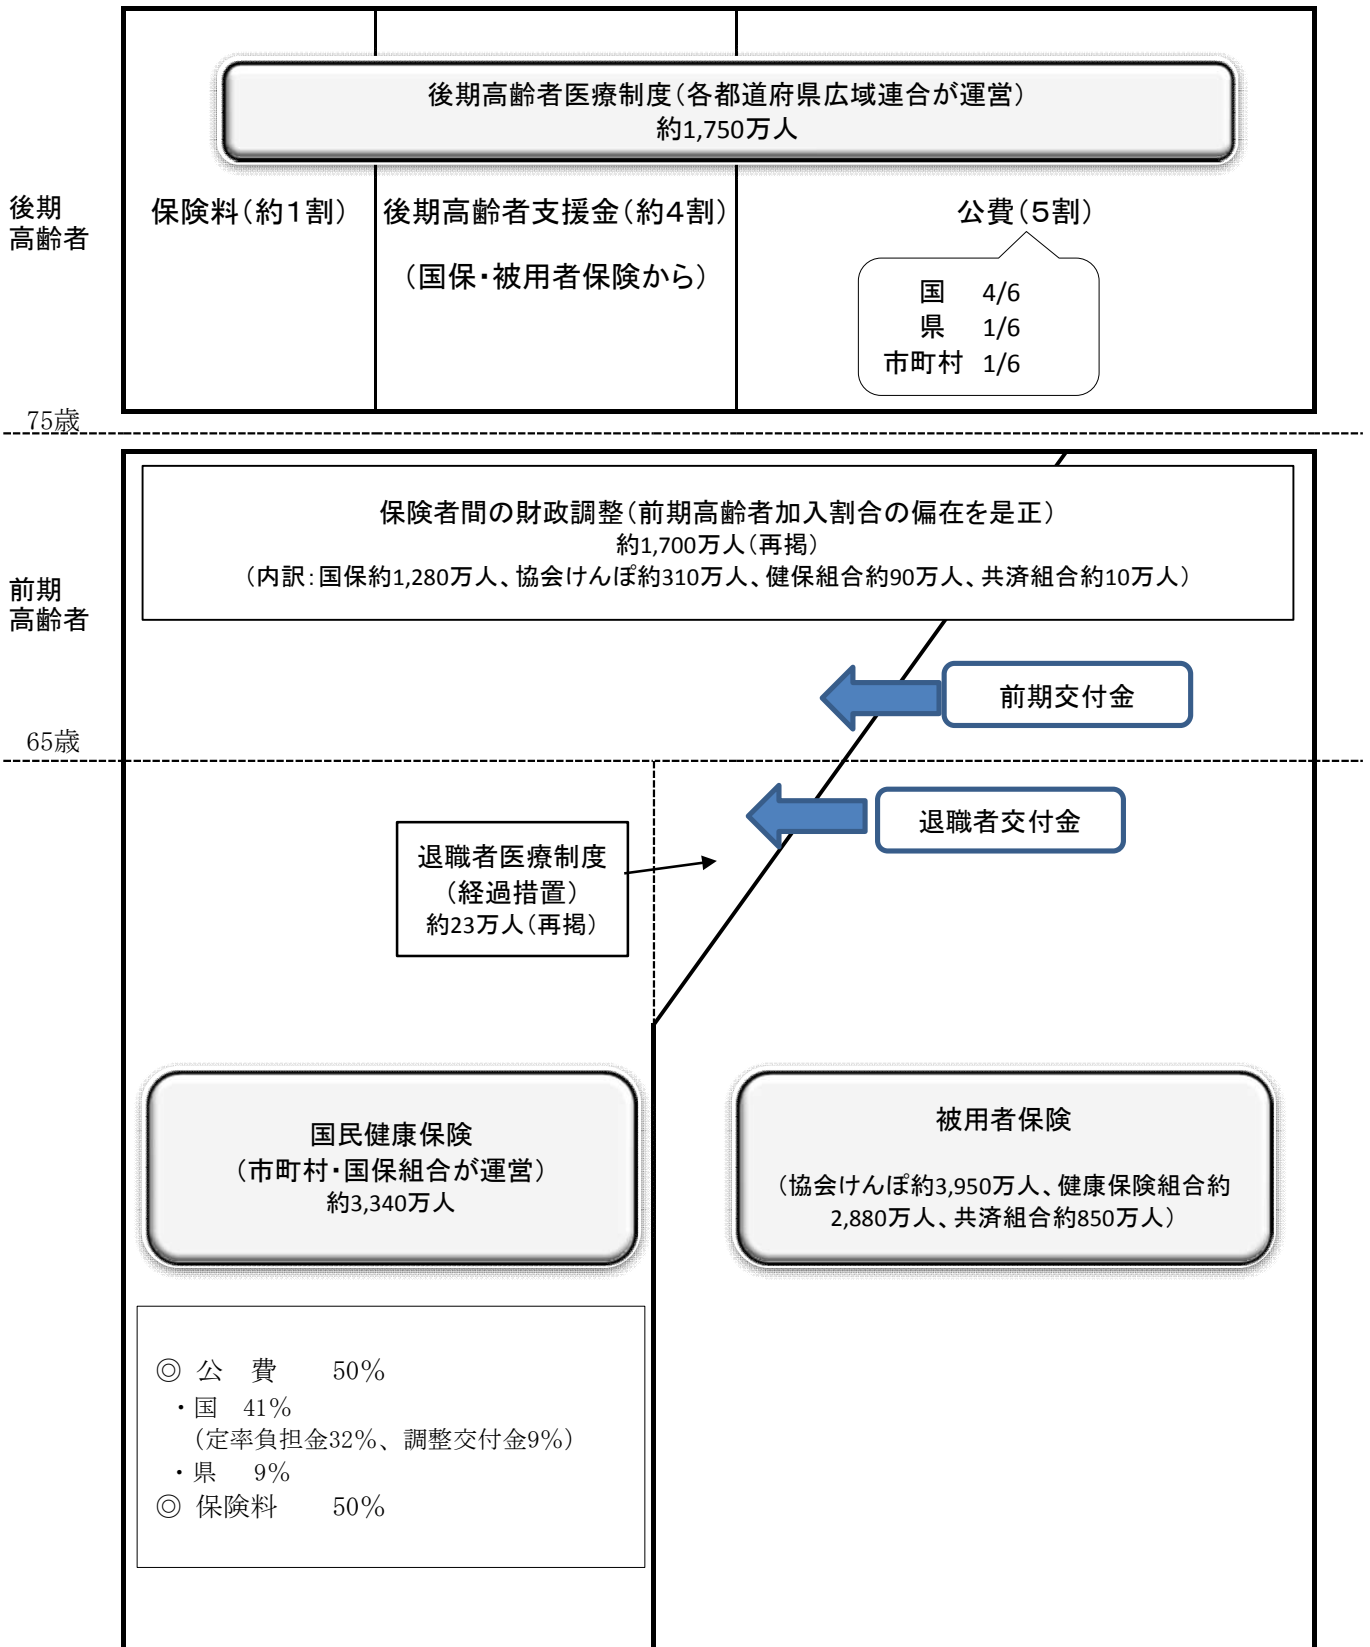 後期高齢者医療制度(各都道府県広域連合が運営)
約1,750万人
後期
高齢者
保険料(約1割)
後期高齢者支援金(約4割)
(国保・被用者保険から)
公費(5割)
国 4/6
県 1/6
市町村 1/6
75歳
保険者間の財政調整(前期高齢者加入割合の偏在を是正)
約1,700万人(再掲)
(内訳:国保約1,280万人、協会けんぽ約310万人、健保組合約90万人、共済組合約10万人)
前期
高齢者
前期交付金
65歳
退職者交付金
退職者医療制度
(経過措置)
約23万人(再掲)
国民健康保険
(市町村・国保組合が運営)
約3,340万人
被用者保険
(協会けんぽ約3,950万人、健康保険組合約
2,880万人、共済組合約850万人)
◎ 公 費 50%
・国 41%
(定率負担金32%、調整交付金9%)
・県 9%
◎ 保険料 50%